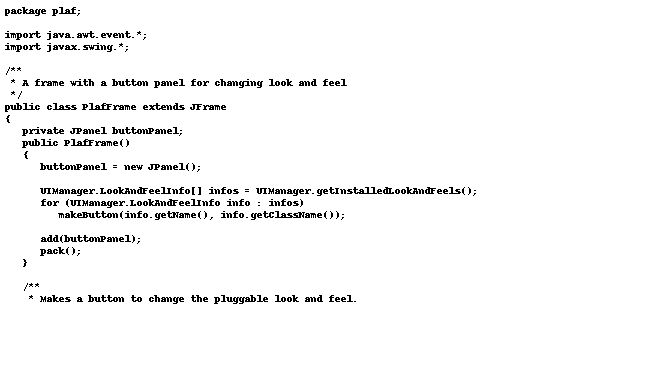 package plaf;

import java.awt.event.*;
import javax.swing.*;

/**
 * A frame with a button panel for changing look and feel
 */
public class PlafFrame extends JFrame
{
   private JPanel buttonPanel;
   public PlafFrame()
   {
      buttonPanel = new JPanel();

      UIManager.LookAndFeelInfo[] infos = UIManager.getInstalledLookAndFeels();
      for (UIManager.LookAndFeelInfo info : infos)
         makeButton(info.getName(), info.getClassName());

      add(buttonPanel);
      pack();
   }

   /**
    * Makes a button to change the pluggable look and feel.